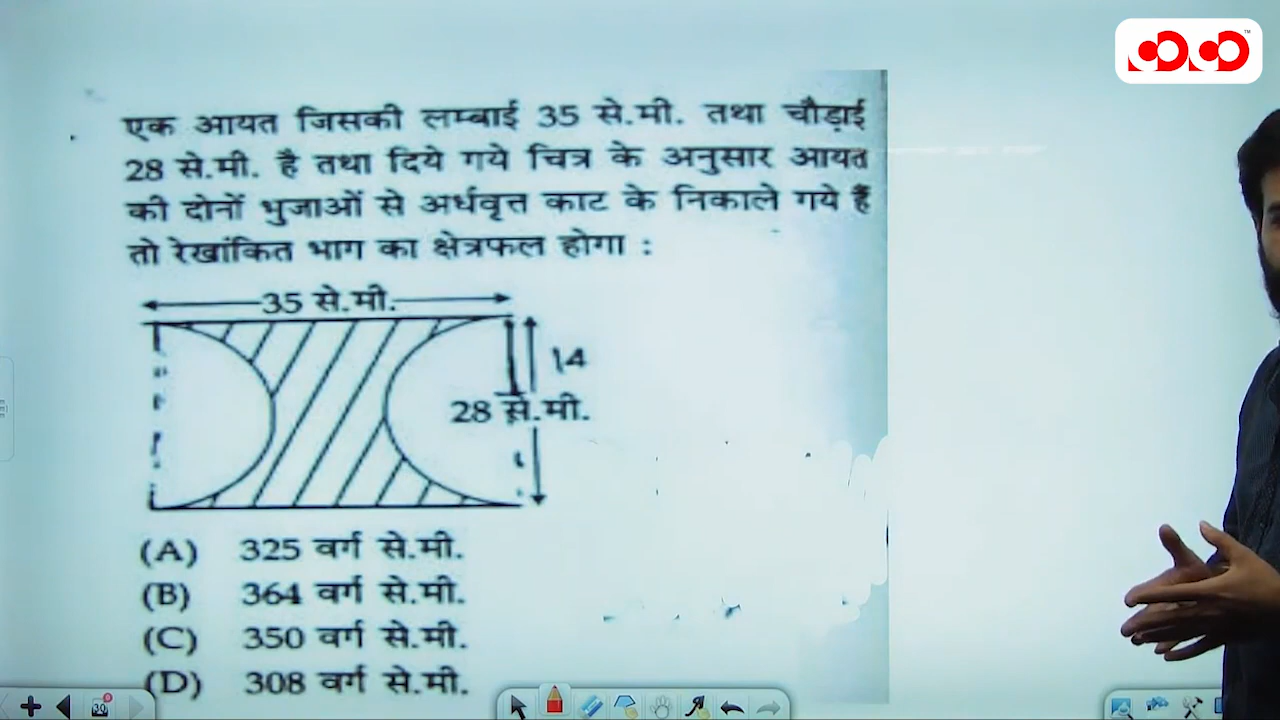 एक आयत जिसकी लम्बाई 35 से.मी. तथा चौड़ाई
28 से.मी. है तथा दिये गये चित्र के अनुसार आयत
की दोनों भुजाओं से अर्धवृत्त काट के निकाले गये हैं
तो रेखांकित भाग का क्षेत्रफल होगा :
35 से.मी.
14
28 से.मी.
(A) 325 वर्ग से.मी.
(B) 364 वर्ग से.मी.
(C) 350 वर्ग से.मी.
(D) 308 वर्ग से.मी.